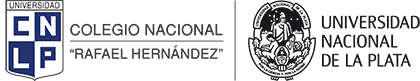 UNIVERSIDAD
CN
LP
COLEGIO NACIONAL
“RAFAEL HERNÁNDEZ”
UNIVERSIDAD
NACIONAL
DE LA PLATA